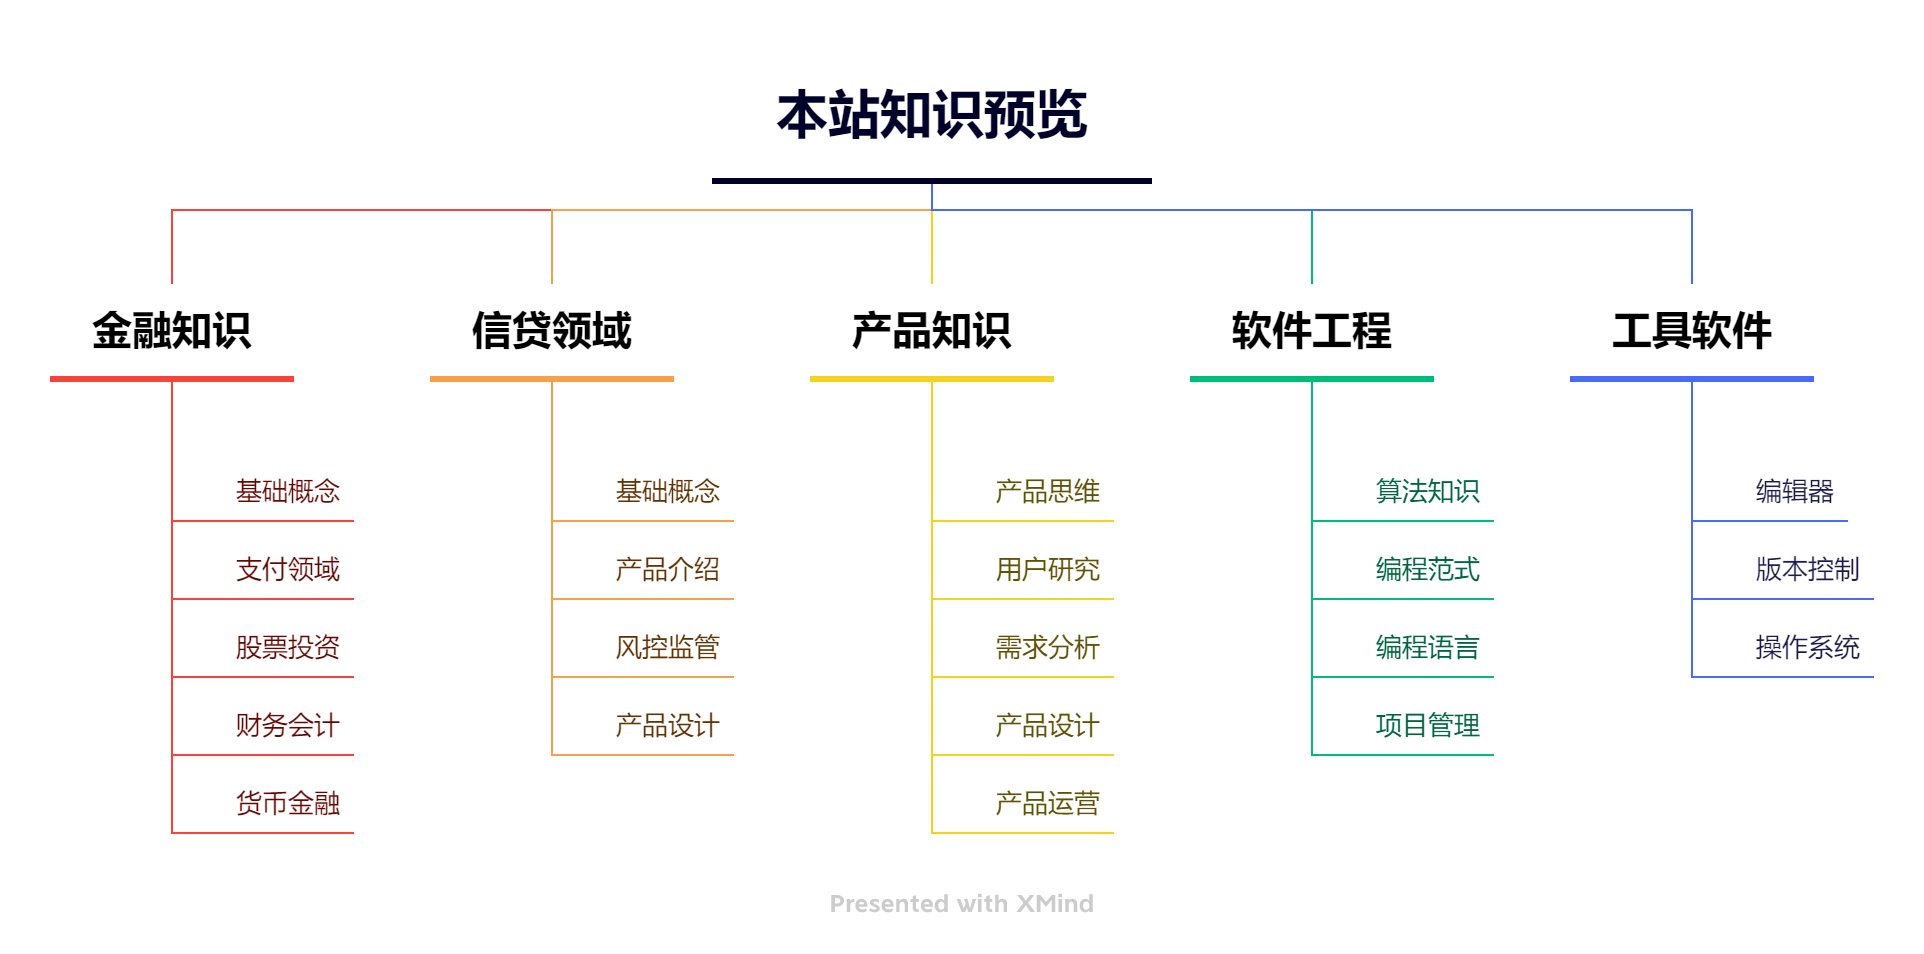 本站知识预览
金融知识
基础概念
支付领域
股票投资
财务会计
货币金融
信贷领域
基础概念
产品介绍
风控监管
产品设计
产品知识
产品思维
用户研究
需求分析
产品设计
产品运营
软件工程
算法知识
编程范式
编程语言
项目管理
工具软件
编辑器
版本控制
操作系统
Presented with XMind